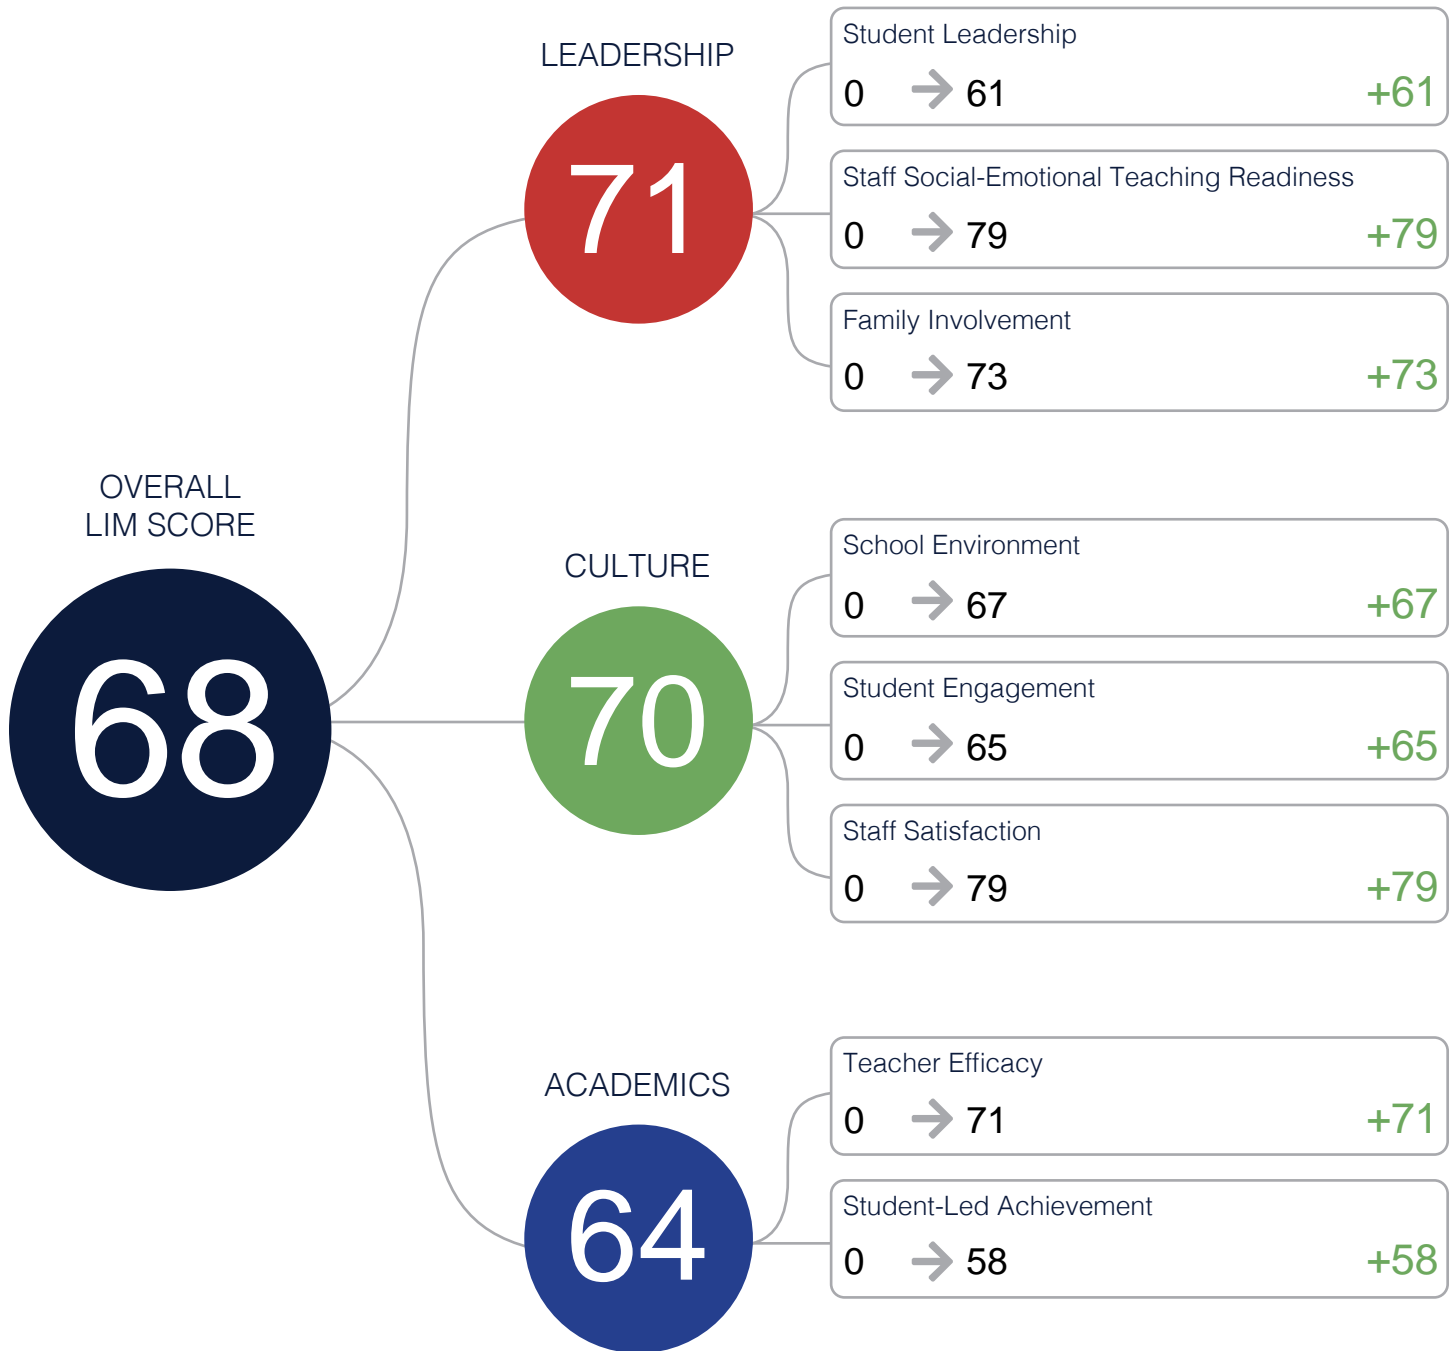 OVERALL
LIM SCORE
68
LEADERSHIP
71
Student Leadership
0 → 61 +61
Staff Social-Emotional Teaching Readiness
0 → 79 +79
Family Involvement
0 → 73 +73
CULTURE
70
School Environment
0 → 67 +67
Student Engagement
0 → 65 +65
Staff Satisfaction
0 → 79 +79
ACADEMICS
64
Teacher Efficacy
0 → 71 +71
Student-Led Achievement
0 → 58 +58